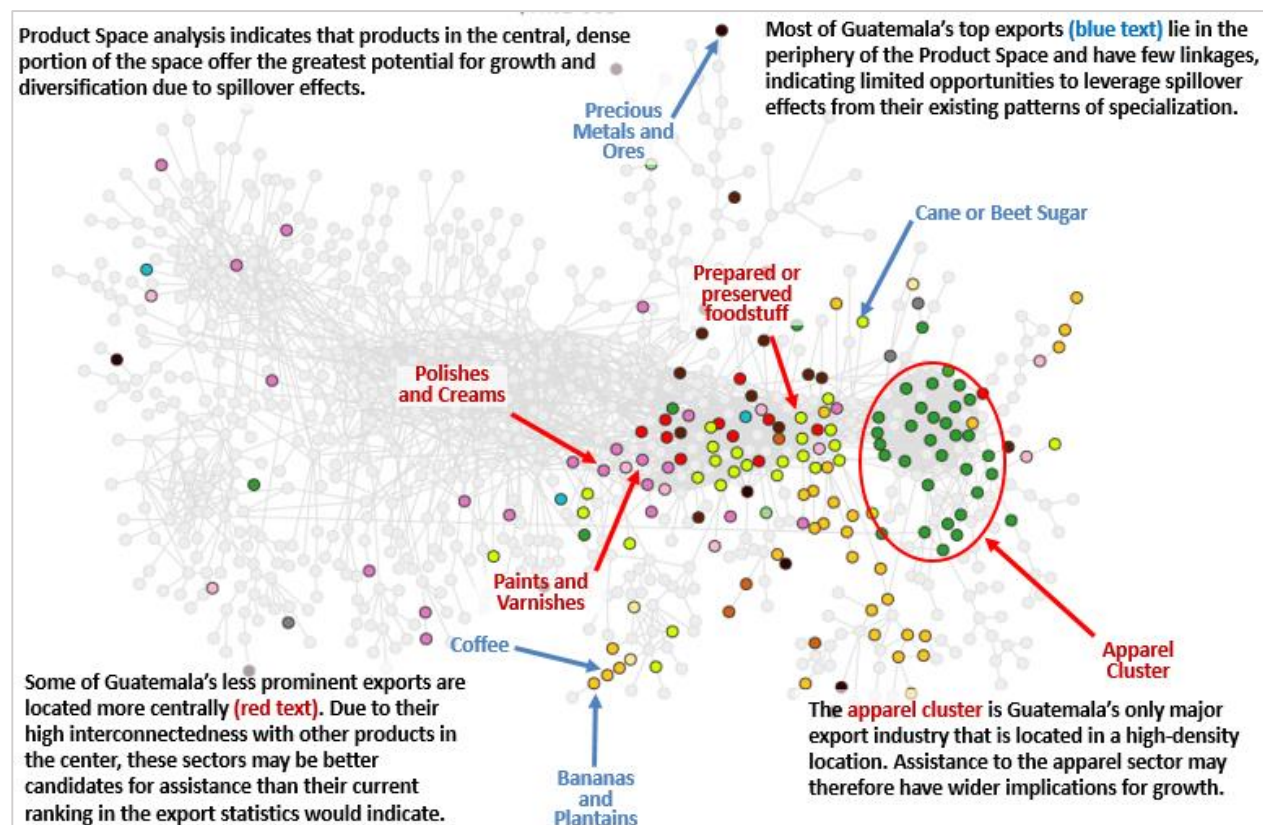 Product Space analysis indicates that products in the central, dense
portion of the space offer the greatest potential for growth and
diversification due to spillover effects.
Most of Guatemala's top exports (blue text) lie in the
periphery of the Product Space and have few linkages,
indicating limited opportunities to leverage spillover
effects from their existing patterns of specialization.
Precious
Metals and
Ores
Cane or Beet Sugar
Prepared or
preserved
foodstuff
Polishes
and Creams
Paints and
Varnishes
Coffee
Apparel
Cluster
Bananas
and
Plantains
Some of Guatemala's less prominent exports are
located more centrally (red text). Due to their
high interconnectedness with other products in
the center, these sectors may be better
candidates for assistance than their current
ranking in the export statistics would indicate.
The apparel cluster is Guatemala's only major
export industry that is located in a high-density
location. Assistance to the apparel sector may
therefore have wider implications for growth.